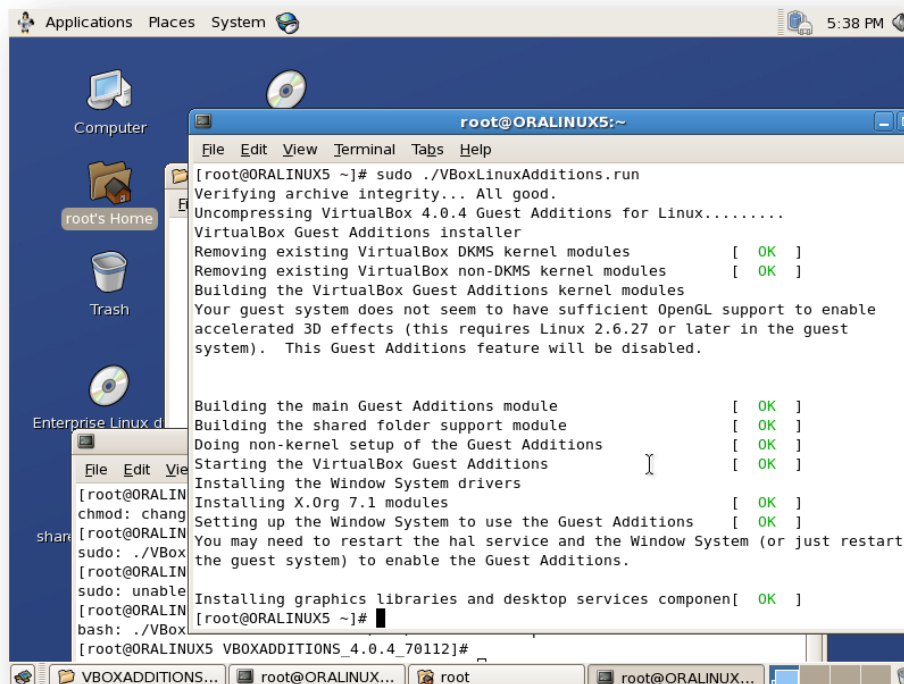 Applications Places System 5:38 PM
Computer
root's Home
Trash
Enterprise Linux d
share
root@ORALINUX5:~
File Edit View Terminal Tabs Help
[root@ORALINUX5 ~]# sudo ./VBoxLinuxAdditions.run
Verifying archive integrity... All good.
Uncompressing VirtualBox 4.0.4 Guest Additions for Linux.........
VirtualBox Guest Additions installer
Removing existing VirtualBox DKMS kernel modules [ OK ]
Removing existing VirtualBox non-DKMS kernel modules [ OK ]
Building the VirtualBox Guest Additions kernel modules
Your guest system does not seem to have sufficient OpenGL support to enable
accelerated 3D effects (this requires Linux 2.6.27 or later in the guest
system). This Guest Additions feature will be disabled.
Building the main Guest Additions module [ OK ]
Building the shared folder support module [ OK ]
Doing non-kernel setup of the Guest Additions [ OK ]
Starting the VirtualBox Guest Additions [ OK ]
Installing the Window System drivers
Installing X.Org 7.1 modules [ OK ]
Setting up the Window System to use the Guest Additions [ OK ]
You may need to restart the hal service and the Window System (or just restart
the guest system) to enable the Guest Additions.
Installing graphics libraries and desktop services componen[ OK ]
[root@ORALINUX5 ~]#
File Edit Vie
[root@ORALIN
chmod: chang
[root@ORALIN
sudo: ./VBox
[root@ORALIN
sudo: unable
[root@ORALIN
bash: ./VBox
[root@ORALINUX5 VBOXADDITIONS_4.0.4_70112]#
VBOXADDITIONS... root@ORALINUX... root root@ORALINUX...